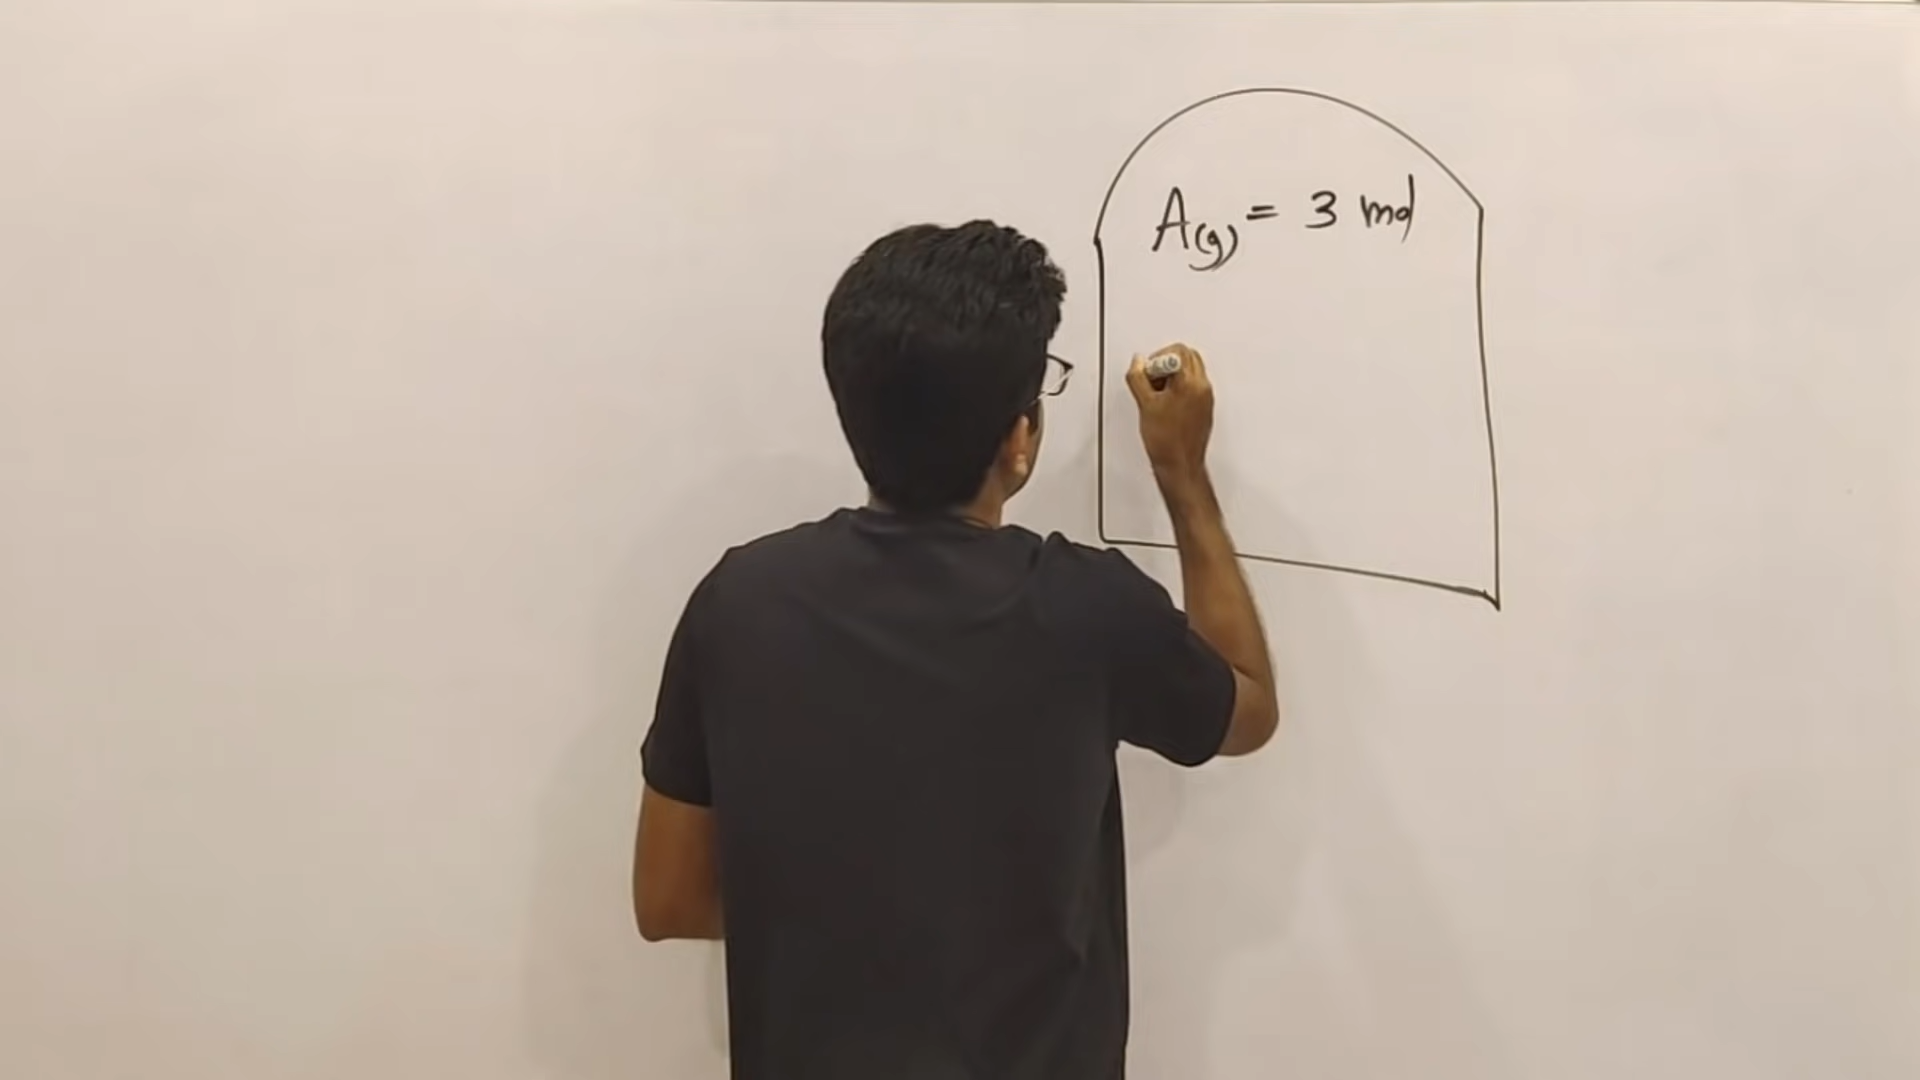 A(g) = 3 mol